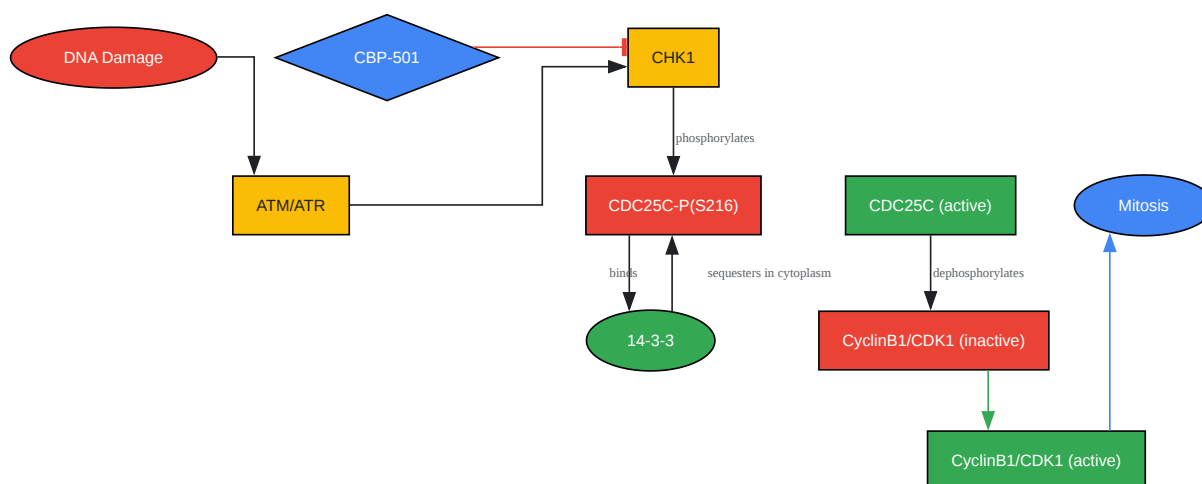 DNA Damage
CBP-501
CHK1
phosphorylates
ATM/ATR
CDC25C-P(S216)
CDC25C (active)
Mitosis
binds
sequesters in cytoplasm
dephosphorylates
14-3-3
CyclinB1/CDK1 (inactive)
CyclinB1/CDK1 (active)